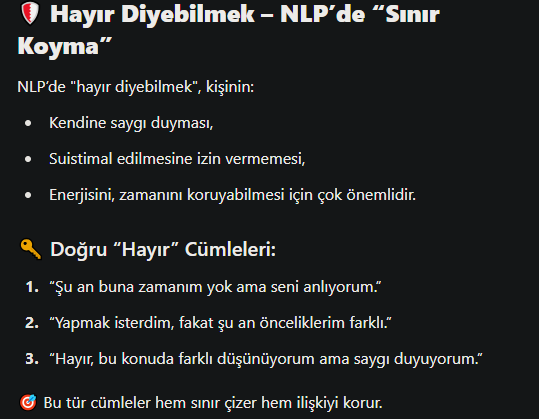 🛡️ Hayır Diyebilmek – NLP’de “Sınır
Koyma”
NLP’de "hayır diyebilmek", kişinin:
• Kendine saygı duyması,
• Suistimal edilmesine izin vermemesi,
• Enerjisini, zamanını koruyabilmesi için çok önemlidir.
🔑 Doğru “Hayır” Cümleleri:
1. “Şu an buna zamanım yok ama seni anlıyorum.”
2. “Yapmak isterdim, fakat şu an önceliklerim farklı.”
3. “Hayır, bu konuda farklı düşünüyorum ama saygı duyuyorum.”
🎯 Bu tür cümleler hem sınır çizer hem ilişkiyi korur.